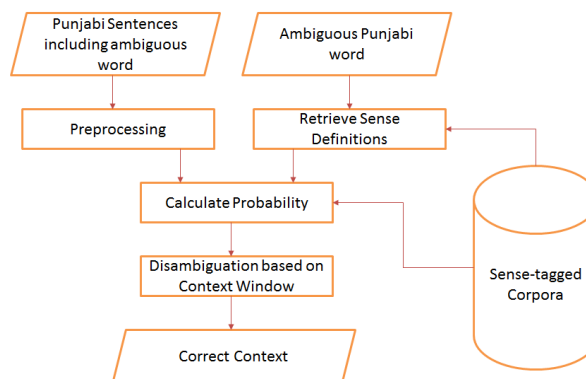 Punjabi Sentences
including ambiguous
word
Ambiguous Punjabi
word
Preprocessing
Retrieve Sense
Definitions
Calculate Probability
Disambiguation based on
Context Window
Sense-tagged
Corpora
Correct Context